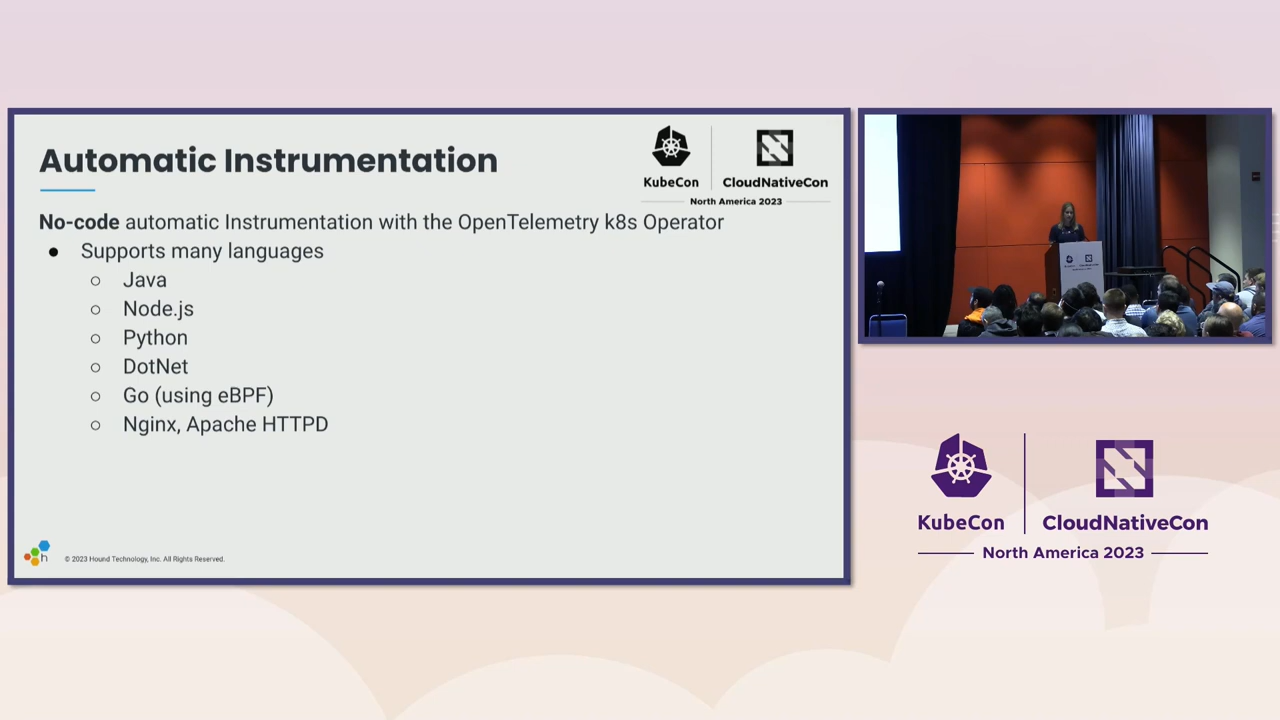 Automatic Instrumentation
KubeCon
CloudNativeCon
North America 2023
No-code automatic Instrumentation with the OpenTelemetry k8s Operator
● Supports many languages
○ Java
○ Node.js
○ Python
○ DotNet
○ Go (using eBPF)
○ Nginx, Apache HTTPD
h
© 2023 Hound Technology, Inc. All Rights Reserved.
KubeCon
CloudNativeCon
North America 2023